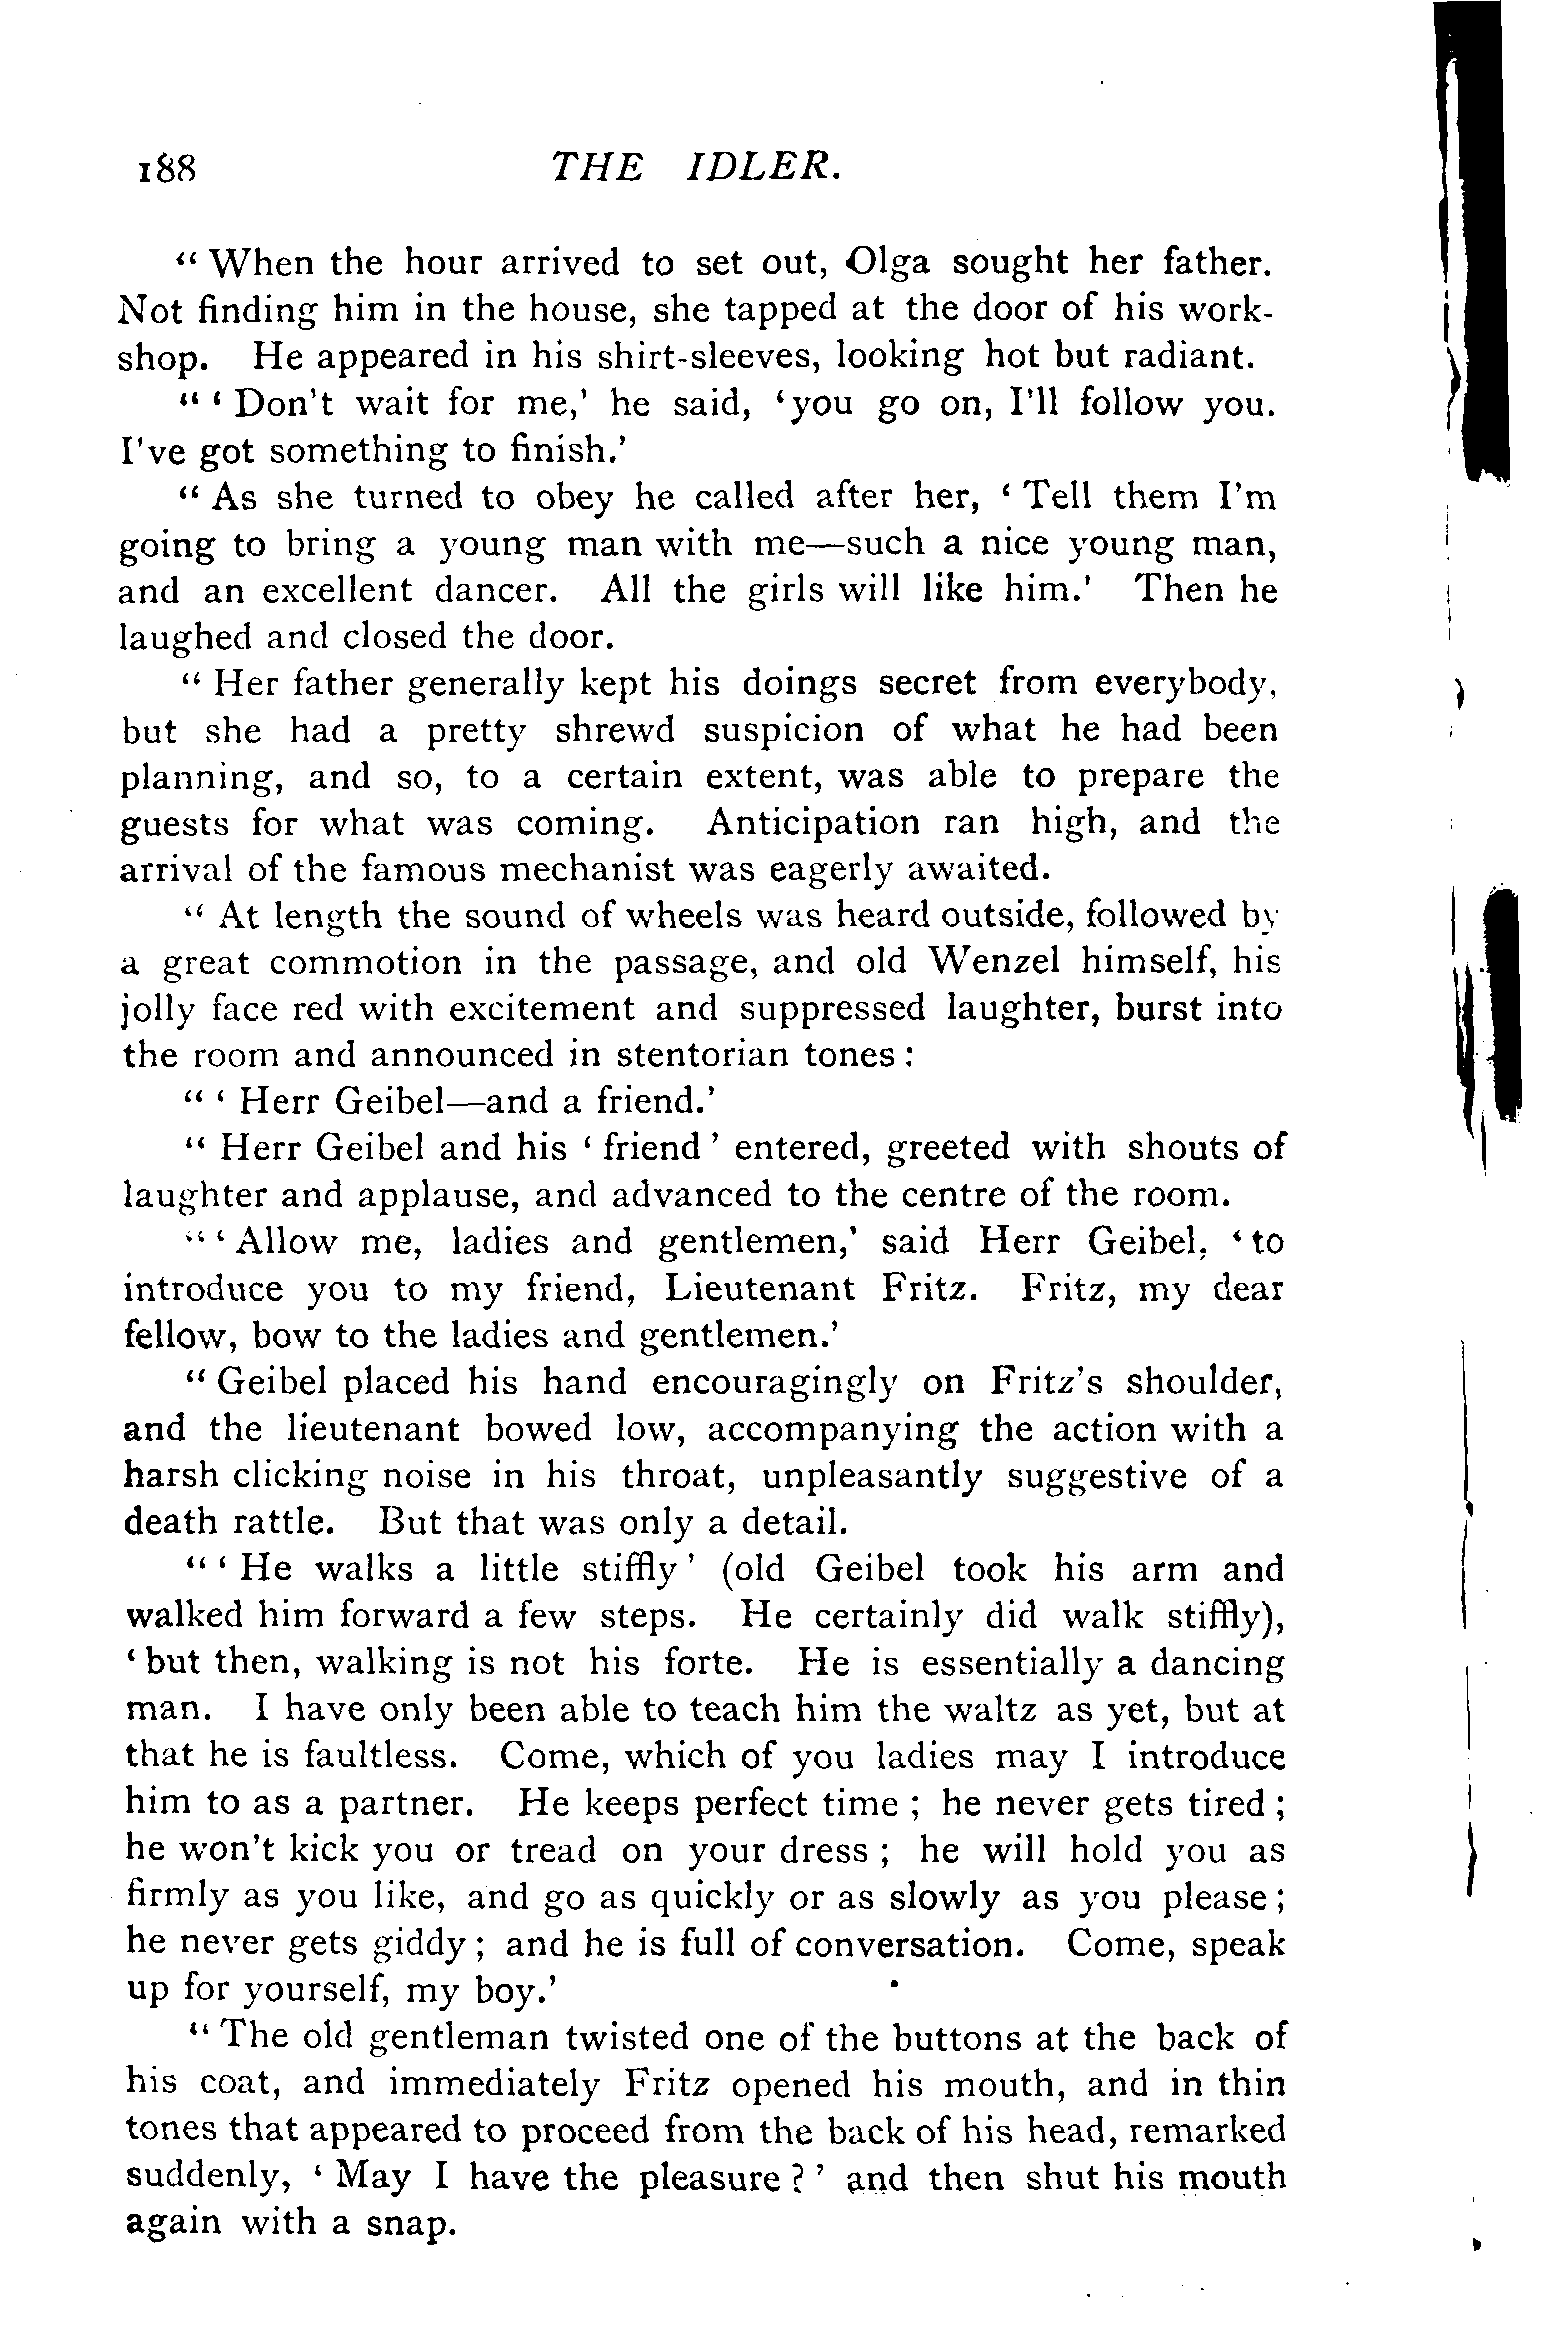 188 THE IDLER.
“ When the hour arrived to set out, Olga sought her father.
Not finding him in the house, she tapped at the door of his work-
shop. He appeared in his shirt-sleeves, looking hot but radiant.
“ ‘ Don’t wait for me,’ he said, ‘you go on, I’ll follow you.
I’ve got something to finish.’
“ As she turned to obey he called after her, ‘ Tell them I’m
going to bring a young man with me—such a nice young man,
and an excellent dancer. All the girls will like him.’ Then he
laughed and closed the door.
“ Her father generally kept his doings secret from everybody,
but she had a pretty shrewd suspicion of what he had been
planning, and so, to a certain extent, was able to prepare the
guests for what was coming. Anticipation ran high, and the
arrival of the famous mechanist was eagerly awaited.
“ At length the sound of wheels was heard outside, followed by
a great commotion in the passage, and old Wenzel himself, his
jolly face red with excitement and suppressed laughter, burst into
the room and announced in stentorian tones :
“ ‘ Herr Geibel—and a friend.’
“ Herr Geibel and his ‘ friend ’ entered, greeted with shouts of
laughter and applause, and advanced to the centre of the room.
“ ‘ Allow me, ladies and gentlemen,’ said Herr Geibel, ‘ to
introduce you to my friend, Lieutenant Fritz. Fritz, my dear
fellow, bow to the ladies and gentlemen.’
“ Geibel placed his hand encouragingly on Fritz’s shoulder,
and the lieutenant bowed low, accompanying the action with a
harsh clicking noise in his throat, unpleasantly suggestive of a
death rattle. But that was only a detail.
“ ‘ He walks a little stiffly ’ (old Geibel took his arm and
walked him forward a few steps. He certainly did walk stiffly),
‘ but then, walking is not his forte. He is essentially a dancing
man. I have only been able to teach him the waltz as yet, but at
that he is faultless. Come, which of you ladies may I introduce
him to as a partner. He keeps perfect time ; he never gets tired ;
he won’t kick you or tread on your dress ; he will hold you as
firmly as you like, and go as quickly or as slowly as you please ;
he never gets giddy ; and he is full of conversation. Come, speak
up for yourself, my boy.’
“ The old gentleman twisted one of the buttons at the back of
his coat, and immediately Fritz opened his mouth, and in thin
tones that appeared to proceed from the back of his head, remarked
suddenly, ‘ May I have the pleasure ? ’ and then shut his mouth
again with a snap.